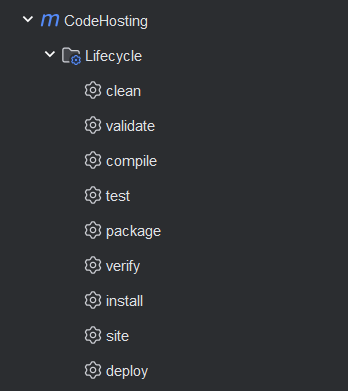 m CodeHosting
Lifecycle
clean
validate
compile
test
package
verify
install
site
deploy